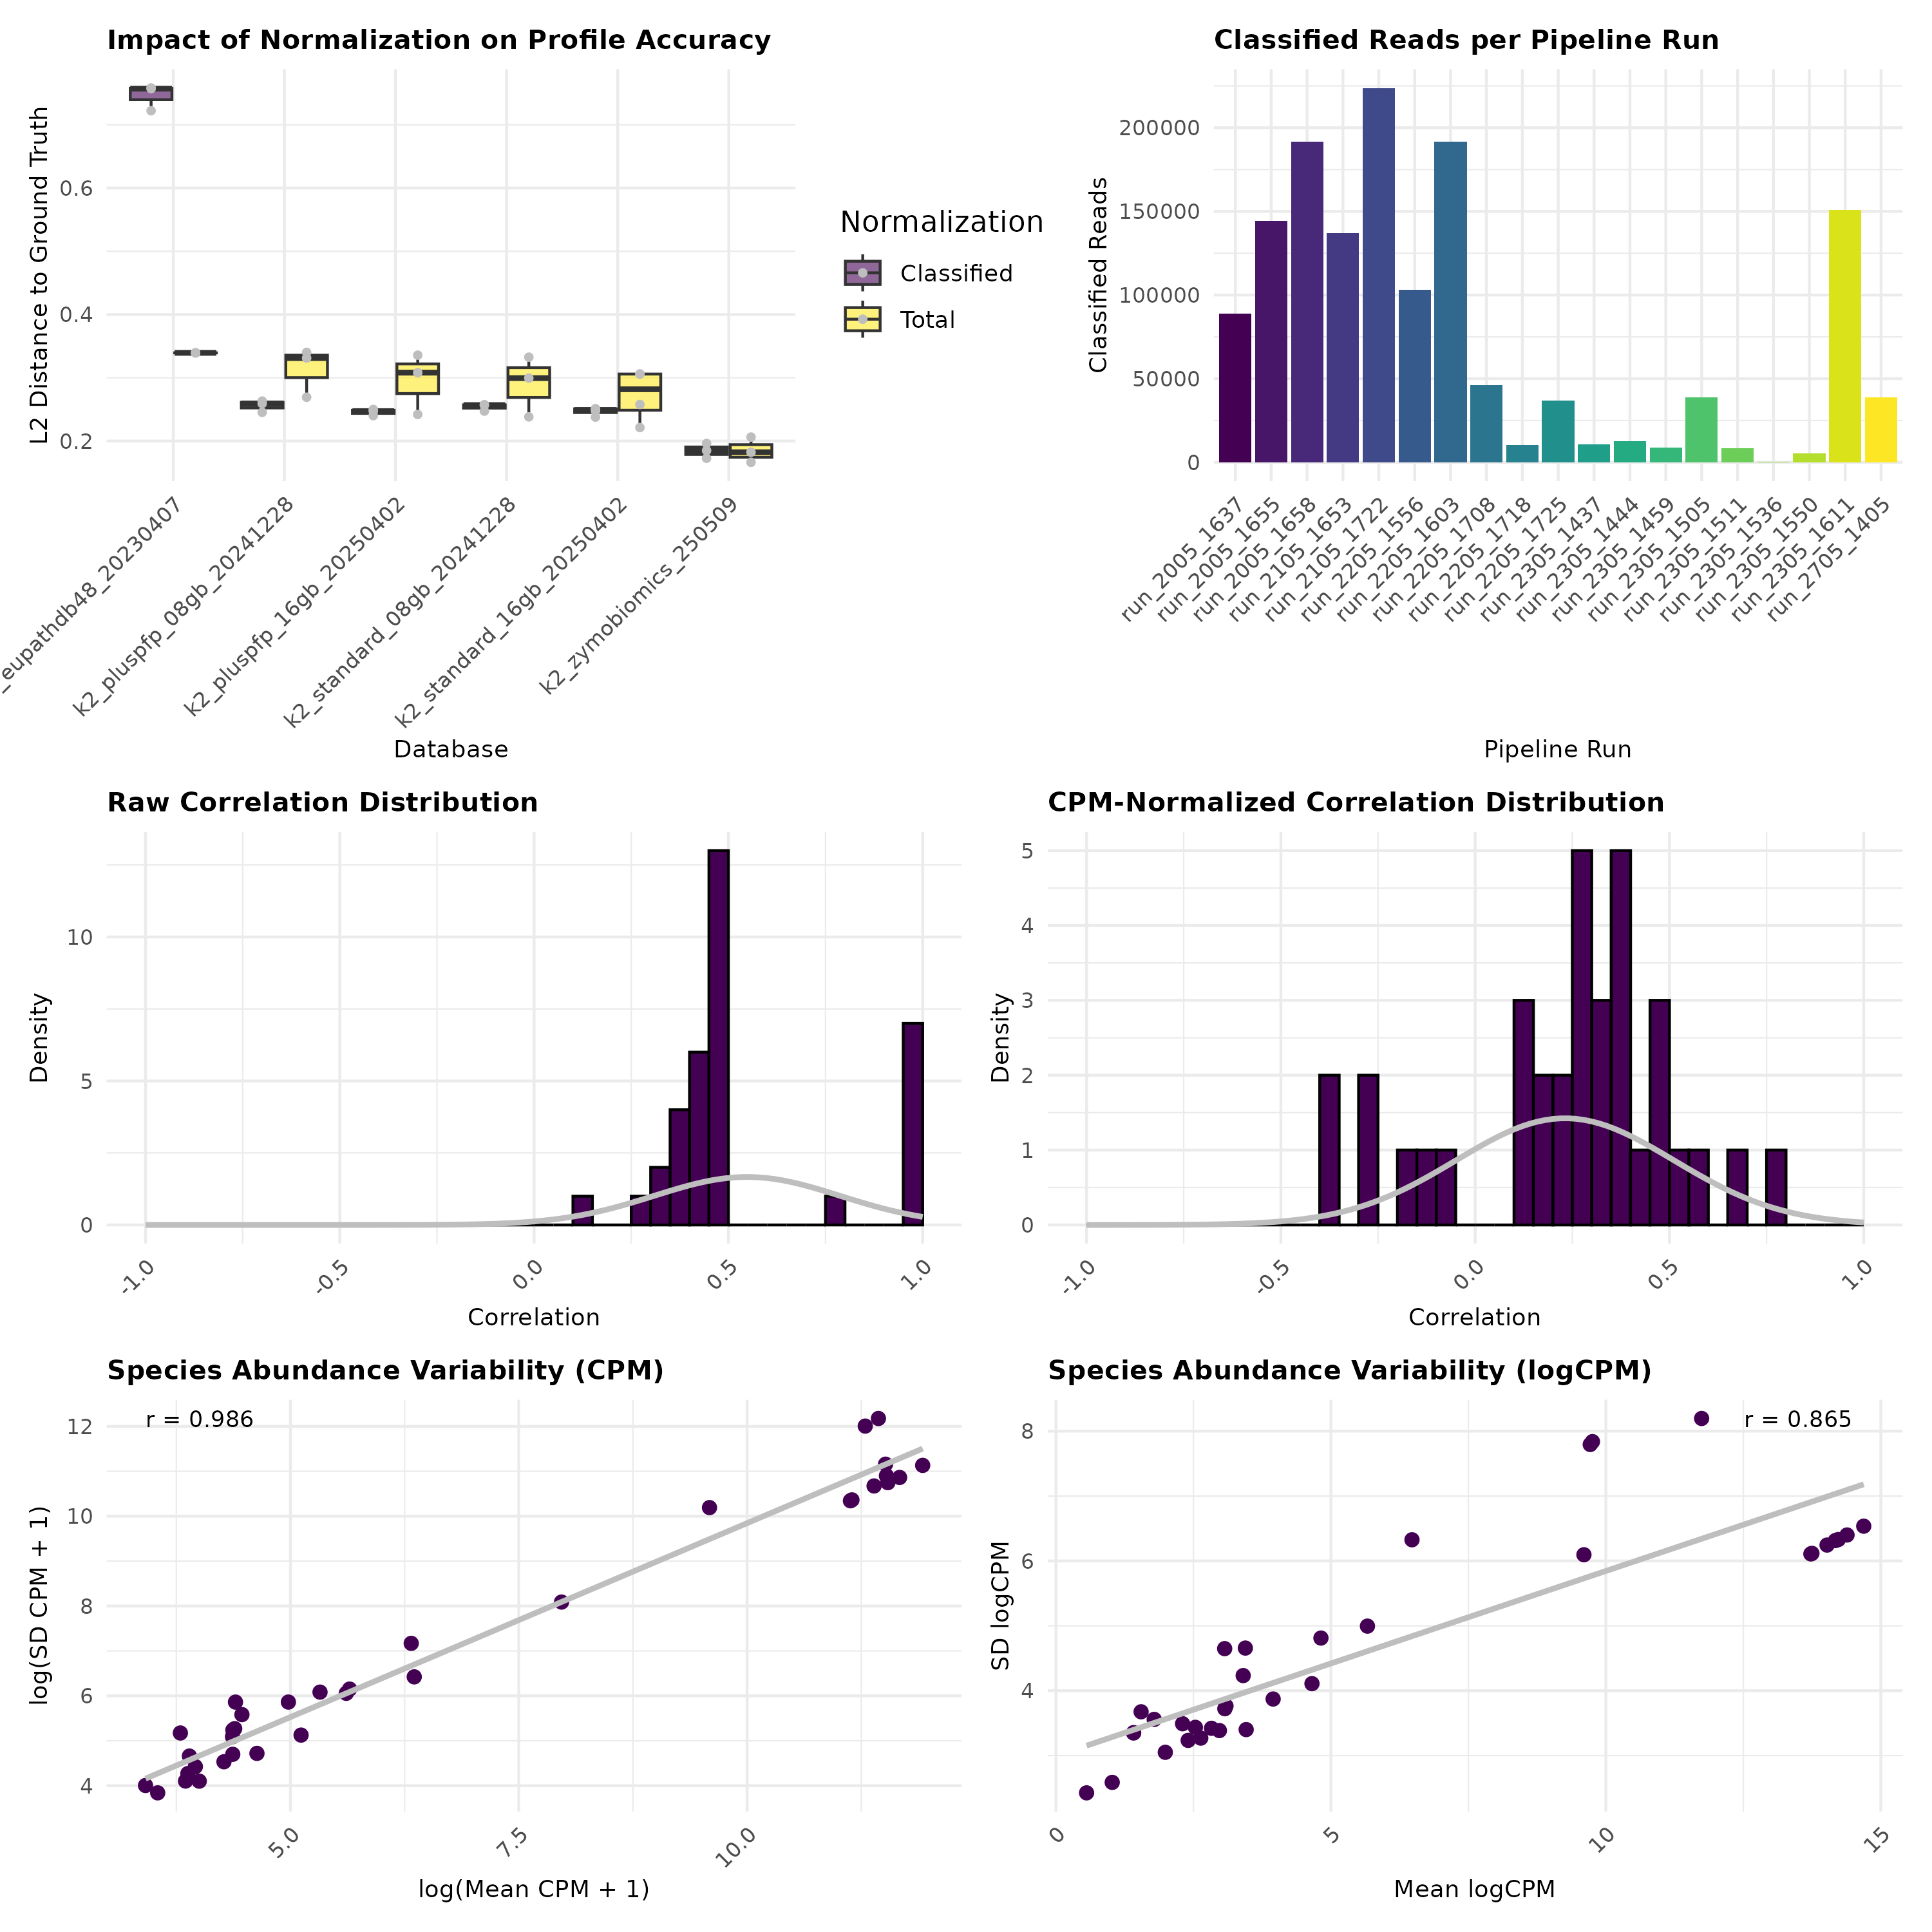 Impact of Normalization on Profile Accuracy
L2 Distance to Ground Truth
0.6
0.4
0.2
_eupathdb48_20230407
k2_pluspfp_08gb_20241228
k2_pluspfp_16gb_20250402
k2_standard_08gb_20241228
k2_standard_16gb_20250402
k2_zymobiomics_250509
Database
Normalization
Classified
Total
Classified Reads per Pipeline Run
Classified Reads
200000
150000
100000
50000
0
run_2005_1637
run_2005_1655
run_2005_1658
run_2105_1653
run_2105_1722
run_2205_1556
run_2205_1603
run_2205_1708
run_2205_1718
run_2205_1725
run_2305_1437
run_2305_1444
run_2305_1459
run_2305_1505
run_2305_1511
run_2305_1536
run_2305_1550
run_2305_1611
run_2705_1405
Pipeline Run
Raw Correlation Distribution
Density
10
5
0
-1.0
-0.5
0.0
0.5
1.0
Correlation
CPM-Normalized Correlation Distribution
Density
5
4
3
2
1
0
-1.0
-0.5
0.0
0.5
1.0
Correlation
Species Abundance Variability (CPM)
r = 0.986
log(SD CPM + 1)
12
10
8
6
4
5.0
7.5
10.0
log(Mean CPM + 1)
Species Abundance Variability (logCPM)
r = 0.865
SD logCPM
8
6
4
0
5
10
15
Mean logCPM